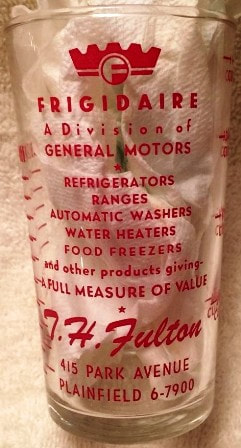 F
FRIGIDAIRE
A Division of
GENERAL MOTORS
REFRIGERATORS
RANGES
AUTOMATIC WASHERS
WATER HEATERS
FOOD FREEZERS
and other products giving-
A FULL MEASURE OF VALUE
T.H. Fulton
415 PARK AVENUE
PLAINFIELD 6-7900